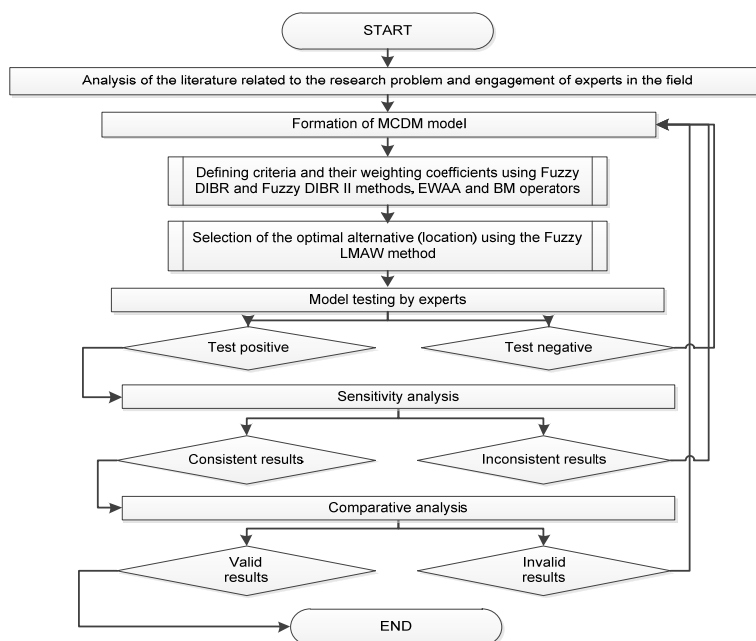 START
Analysis of the literature related to the research problem and engagement of experts in the field
Formation of MCDM model
Defining criteria and their weighting coefficients using Fuzzy
DIBR and Fuzzy DIBR II methods, EWAA and BM operators
Selection of the optimal alternative (location) using the Fuzzy
LMAW method
Model testing by experts
Test positive
Test negative
Sensitivity analysis
Consistent results
Inconsistent results
Comparative analysis
Valid
results
Invalid
results
END